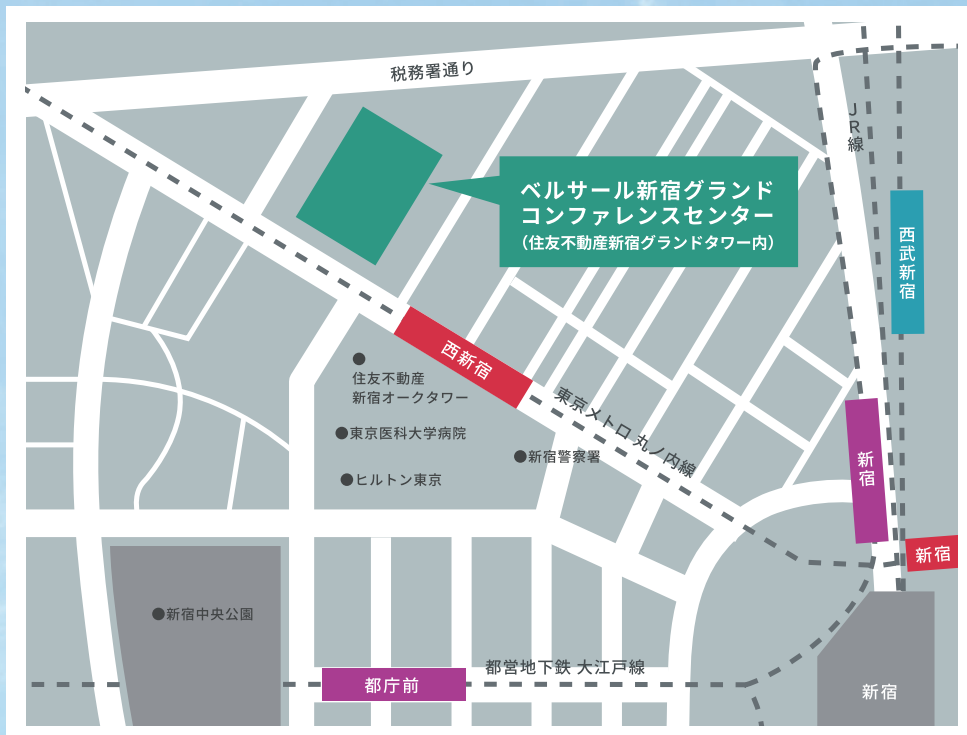 税務署通り
JR線
ベルサール新宿グランド
コンファレンスセンター
（住友不動産新宿グランドタワー内）
西武新宿
西新宿
●
住友不動産
新宿オークタワー
東京メトロ 丸ノ内線
●東京医科大学病院
●新宿警察署
●ヒルトン東京
新宿
新宿
●新宿中央公園
都営地下鉄 大江戸線
都庁前
新宿